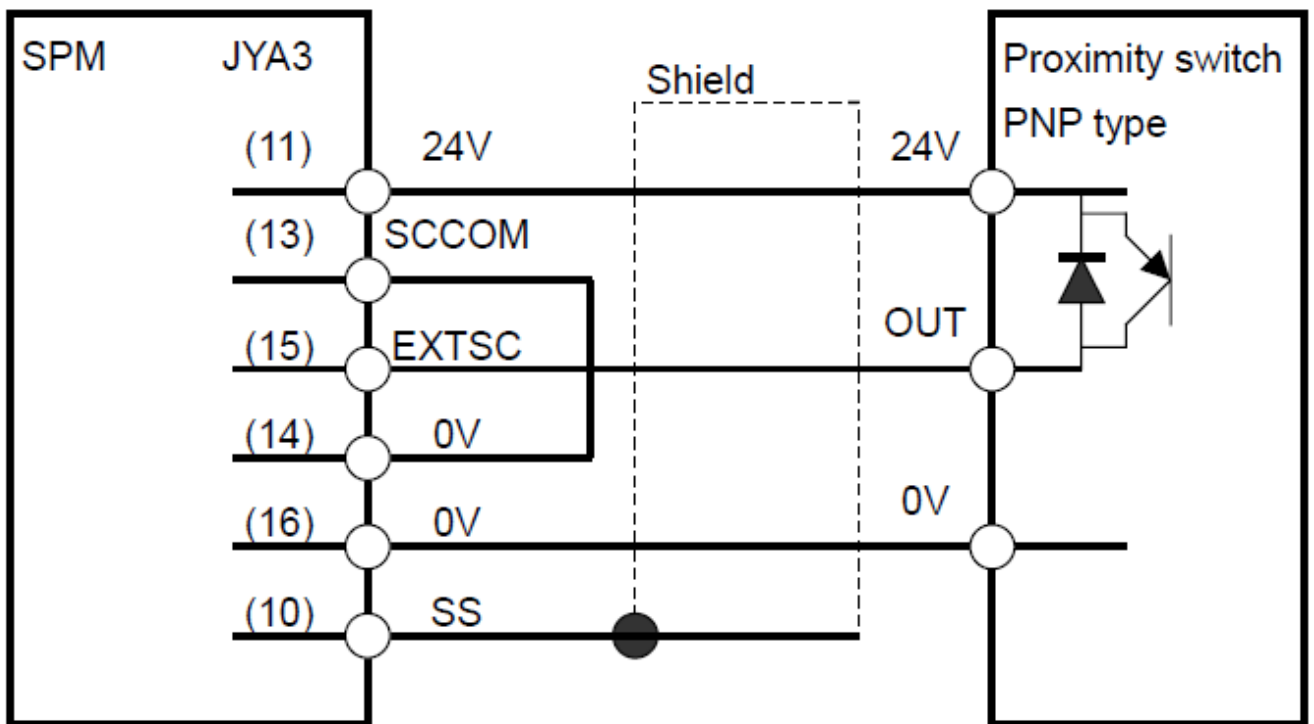 SPM JYA3
Proximity switch
PNP type
Shield
(11) 24V 24V
(13) SCCOM
(15) EXTSC OUT
(14) 0V
(16) 0V 0V
(10) SS